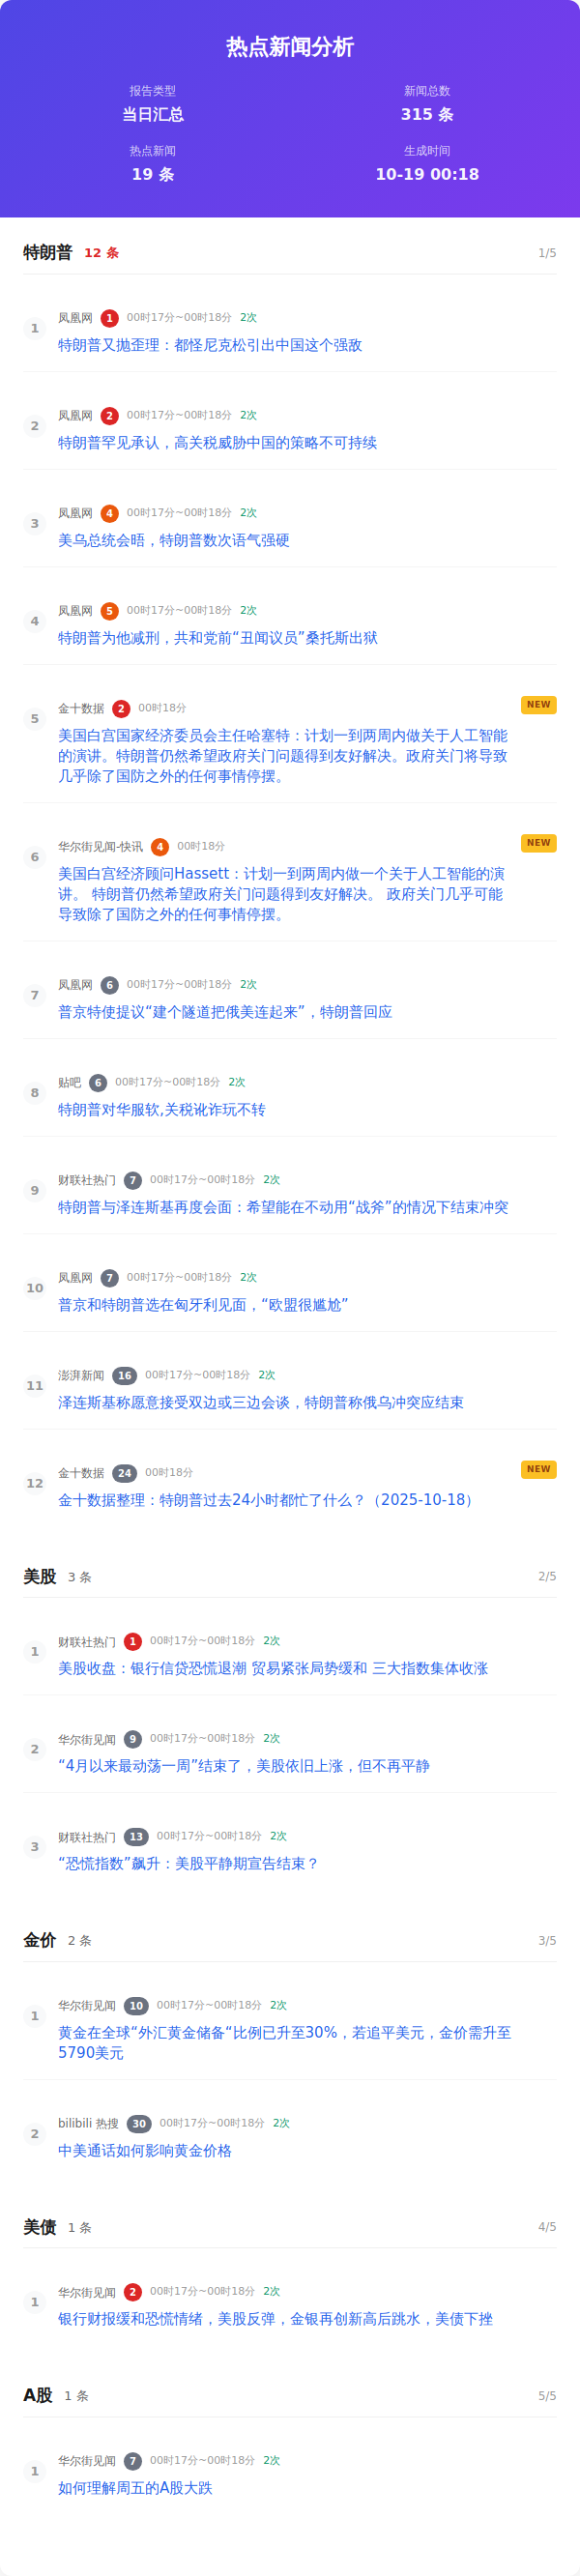 热点新闻分析
报告类型
新闻总数
当日汇总
315 条
热点新闻
生成时间
19 条
10-19 00:18
特朗普 12 条 1/5
1 凤凰网 1 00时17分~00时18分 2次
特朗普又抛歪理：都怪尼克松引出中国这个强敌
2 凤凰网 2 00时17分~00时18分 2次
特朗普罕见承认，高关税威胁中国的策略不可持续
3 凤凰网 4 00时17分~00时18分 2次
美乌总统会晤，特朗普数次语气强硬
4 凤凰网 5 00时17分~00时18分 2次
特朗普为他减刑，共和党前“丑闻议员”桑托斯出狱
5 金十数据 2 00时18分 NEW
美国白宫国家经济委员会主任哈塞特：计划一到两周内做关于人工智能
的演讲。特朗普仍然希望政府关门问题得到友好解决。政府关门将导致
几乎除了国防之外的任何事情停摆。
6 华尔街见闻-快讯 4 00时18分 NEW
美国白宫经济顾问Hassett：计划一到两周内做一个关于人工智能的演
讲。 特朗普仍然希望政府关门问题得到友好解决。 政府关门几乎可能
导致除了国防之外的任何事情停摆。
7 凤凰网 6 00时17分~00时18分 2次
普京特使提议“建个隧道把俄美连起来”，特朗普回应
8 贴吧 6 00时17分~00时18分 2次
特朗普对华服软,关税讹诈玩不转
9 财联社热门 7 00时17分~00时18分 2次
特朗普与泽连斯基再度会面：希望能在不动用“战斧”的情况下结束冲突
10 凤凰网 7 00时17分~00时18分 2次
普京和特朗普选在匈牙利见面，“欧盟很尴尬”
11 澎湃新闻 16 00时17分~00时18分 2次
泽连斯基称愿意接受双边或三边会谈，特朗普称俄乌冲突应结束
12 金十数据 24 00时18分 NEW
金十数据整理：特朗普过去24小时都忙了什么？（2025-10-18）
美股 3 条 2/5
1 财联社热门 1 00时17分~00时18分 2次
美股收盘：银行信贷恐慌退潮 贸易紧张局势缓和 三大指数集体收涨
2 华尔街见闻 9 00时17分~00时18分 2次
“4月以来最动荡一周”结束了，美股依旧上涨，但不再平静
3 财联社热门 13 00时17分~00时18分 2次
“恐慌指数”飙升：美股平静期宣告结束？
金价 2 条 3/5
1 华尔街见闻 10 00时17分~00时18分 2次
黄金在全球“外汇黄金储备“比例已升至30%，若追平美元，金价需升至
5790美元
2 bilibili 热搜 30 00时17分~00时18分 2次
中美通话如何影响黄金价格
美债 1 条 4/5
1 华尔街见闻 2 00时17分~00时18分 2次
银行财报缓和恐慌情绪，美股反弹，金银再创新高后跳水，美债下挫
A股 1 条 5/5
1 华尔街见闻 7 00时17分~00时18分 2次
如何理解周五的A股大跌